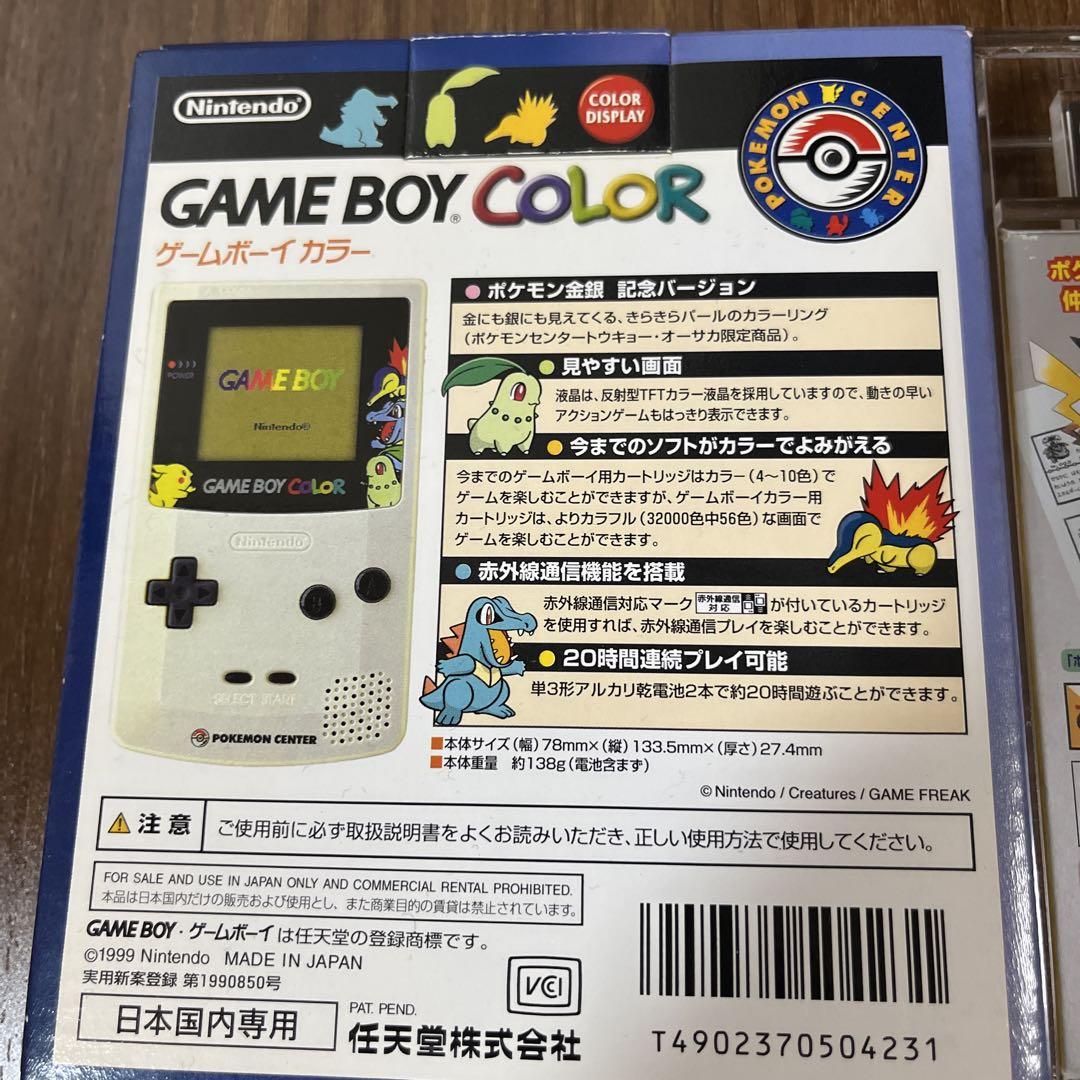 Nintendo
COLOR
DISPLAY
POKEMON CENTER
GAME BOY COLOR
ゲームボーイ カラー
● ポケモン金銀 記念バージョン
金にも銀にも見えてくる、きらきらパールのカラーリング
(ポケモンセンタートウキョー・オーサカ限定商品)。
● 見やすい画面
液晶は、反射型TFTカラー液晶を採用していますので、動きの早い
アクションゲームもはっきり表示できます。
● 今までのソフトがカラーでよみがえる
今までのゲームボーイ用カートリッジはカラー(4〜10色)で
ゲームを楽しむことができますが、ゲームボーイカラー用
カートリッジは、よりカラフル(32000色中56色)な画面で
ゲームを楽しむことができます。
● 赤外線通信機能を搭載
赤外線通信対応マーク 赤外線通信 対応 が付いているカートリッジ
を使用すれば、赤外線通信プレイを楽しむことができます。
● 20時間連続プレイ可能
単3形アルカリ乾電池2本で約20時間遊ぶことができます。
POWER
GAME BOY
Nintendo®
GAME BOY COLOR
Nintendo
B
A
SELECT START
POKEMON CENTER
■本体サイズ(幅)78mm×(縦)133.5mm×(厚さ)27.4mm
■本体重量 約138g(電池含まず)
© Nintendo / Creatures / GAME FREAK
注意
ご使用前に必ず取扱説明書をよくお読みいただき、正しい使用方法で使用してください。
FOR SALE AND USE IN JAPAN ONLY AND COMMERCIAL RENTAL PROHIBITED.
本品は日本国内だけの販売および使用とし、また商業目的の賃貸は禁止されています。
GAME BOY・ゲームボーイは任天堂の登録商標です。
©1999 Nintendo MADE IN JAPAN
実用新案登録 第1990850号
日本国内専用
PAT. PEND.
任天堂株式会社
VCI
T4902370504231
ポケ
仲